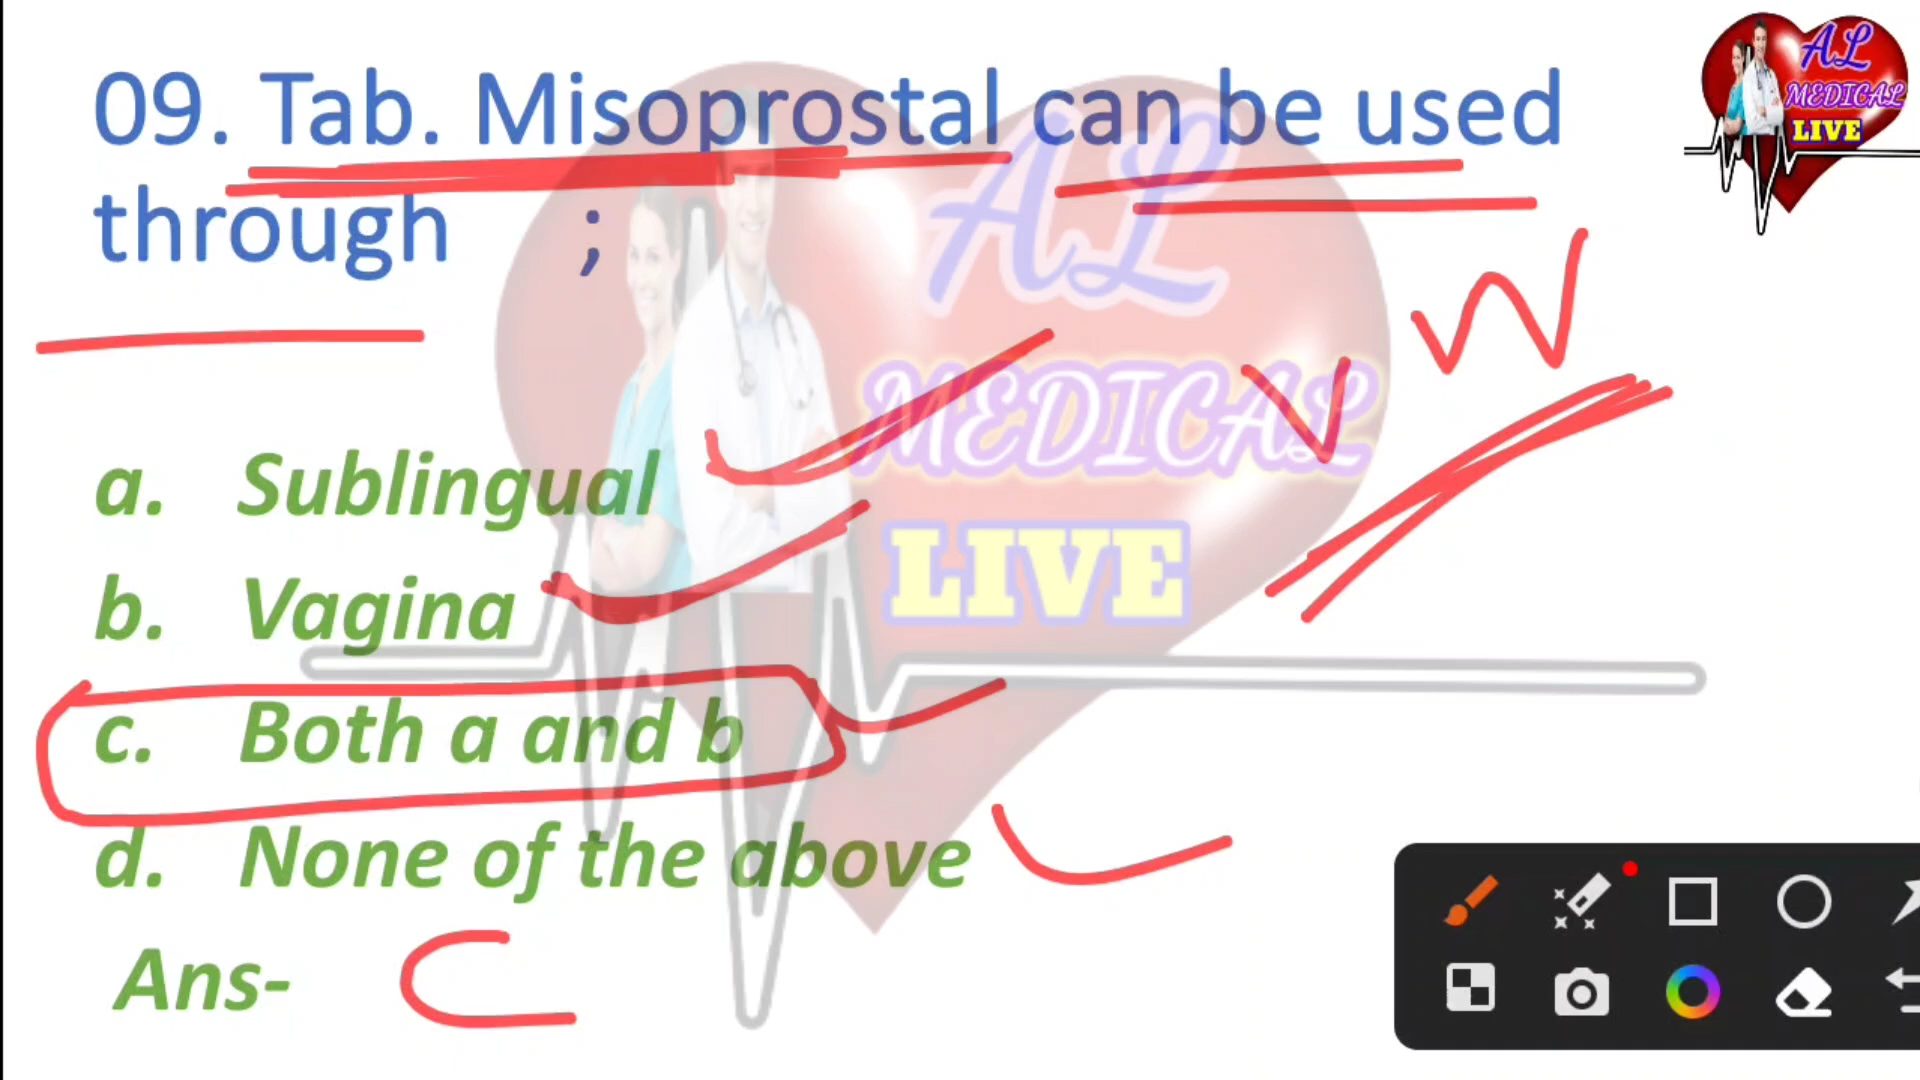 09. Tab. Misoprostal can be used
through ;
a. Sublingual
b. Vagina
c. Both a and b
d. None of the above
Ans- C
AL
MEDICAL
LIVE
AL
MEDICAL
LIVE